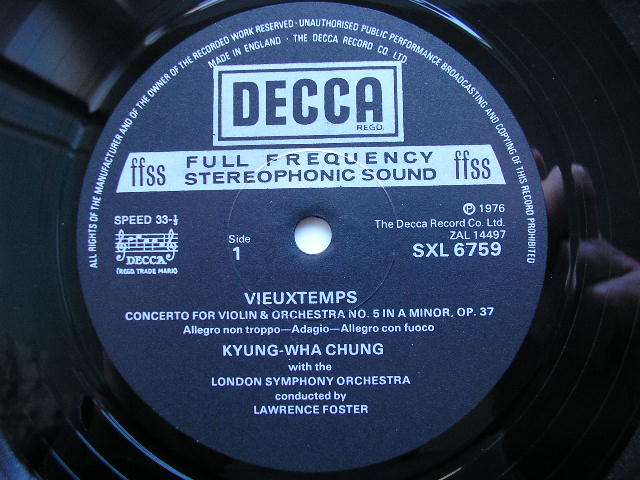 ALL RIGHTS OF THE MANUFACTURER AND OF THE OWNER OF THE RECORDED WORK RESERVED · UNAUTHORISED PUBLIC PERFORMANCE BROADCASTING AND COPYING OF THIS RECORD PROHIBITED
MADE IN ENGLAND · THE DECCA RECORD CO. LTD.
DECCA
REGD.
ffss FULL FREQUENCY ffss
STEREOPHONIC SOUND
SPEED 33-⅓
DECCA
(REGD. TRADE MARK)
Side
1
℗ 1976
The Decca Record Co. Ltd.
ZAL 14497
SXL 6759
VIEUXTEMPS
CONCERTO FOR VIOLIN & ORCHESTRA NO. 5 IN A MINOR, OP. 37
Allegro non troppo—Adagio—Allegro con fuoco
KYUNG-WHA CHUNG
with the
LONDON SYMPHONY ORCHESTRA
conducted by
LAWRENCE FOSTER